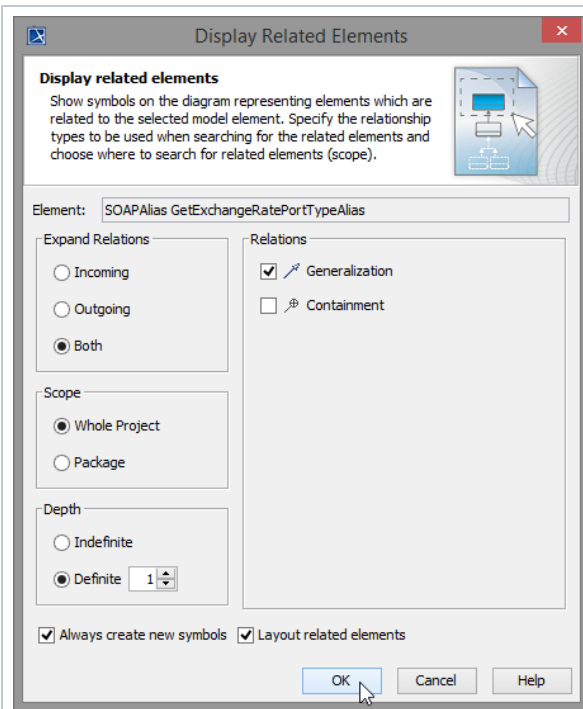 Display Related Elements
Display related elements
Show symbols on the diagram representing elements which are
related to the selected model element. Specify the relationship
types to be used when searching for the related elements and
choose where to search for related elements (scope).
Element: SOAPAlias GetExchangeRatePortTypeAlias
Expand Relations
Incoming
Outgoing
Both
Relations
Generalization
Containment
Scope
Whole Project
Package
Depth
Indefinite
Definite 1
Always create new symbols Layout related elements
OK Cancel Help